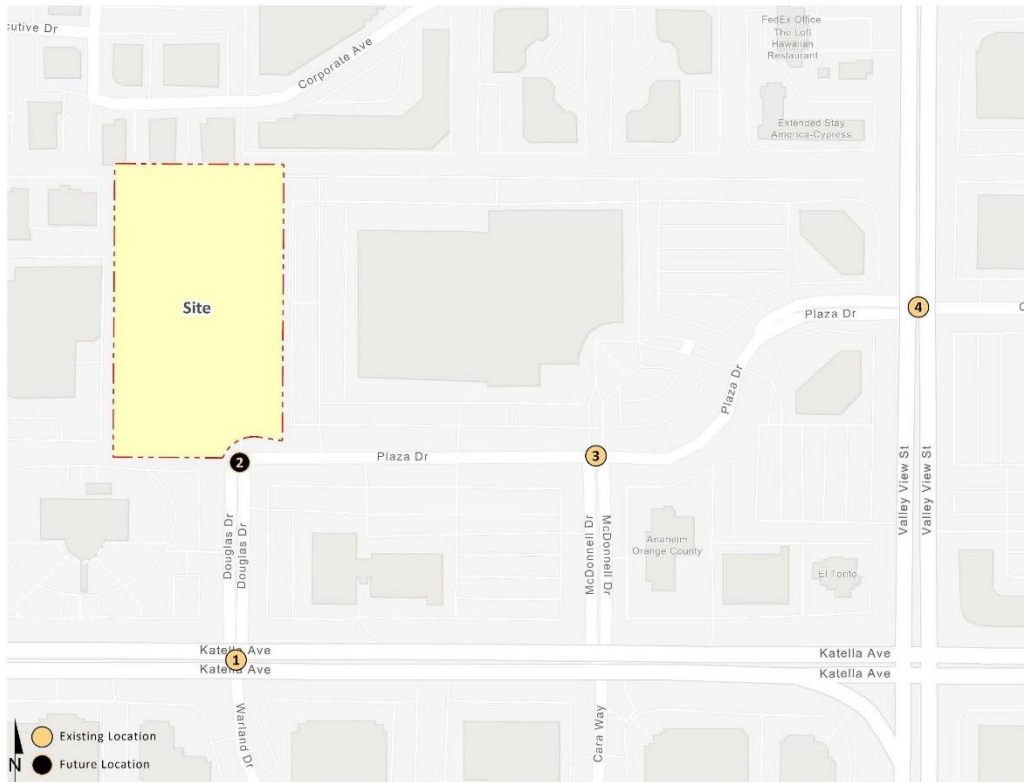 cutive Dr
Corporate Ave
FedEx Office
The Loft
Hawaiian
Restaurant
Extended Stay
America-Cypress
Site
4
Plaza Dr
Plaza Dr
2
Plaza Dr
3
Valley View St
Valley View St
Douglas Dr
Douglas Dr
McDonnell Dr
McDonnell Dr
Anaheim
Orange County
El Torito
Katella Ave
Katella Ave
1
Katella Ave
Katella Ave
Warland Dr
Cara Way
N
Existing Location
Future Location